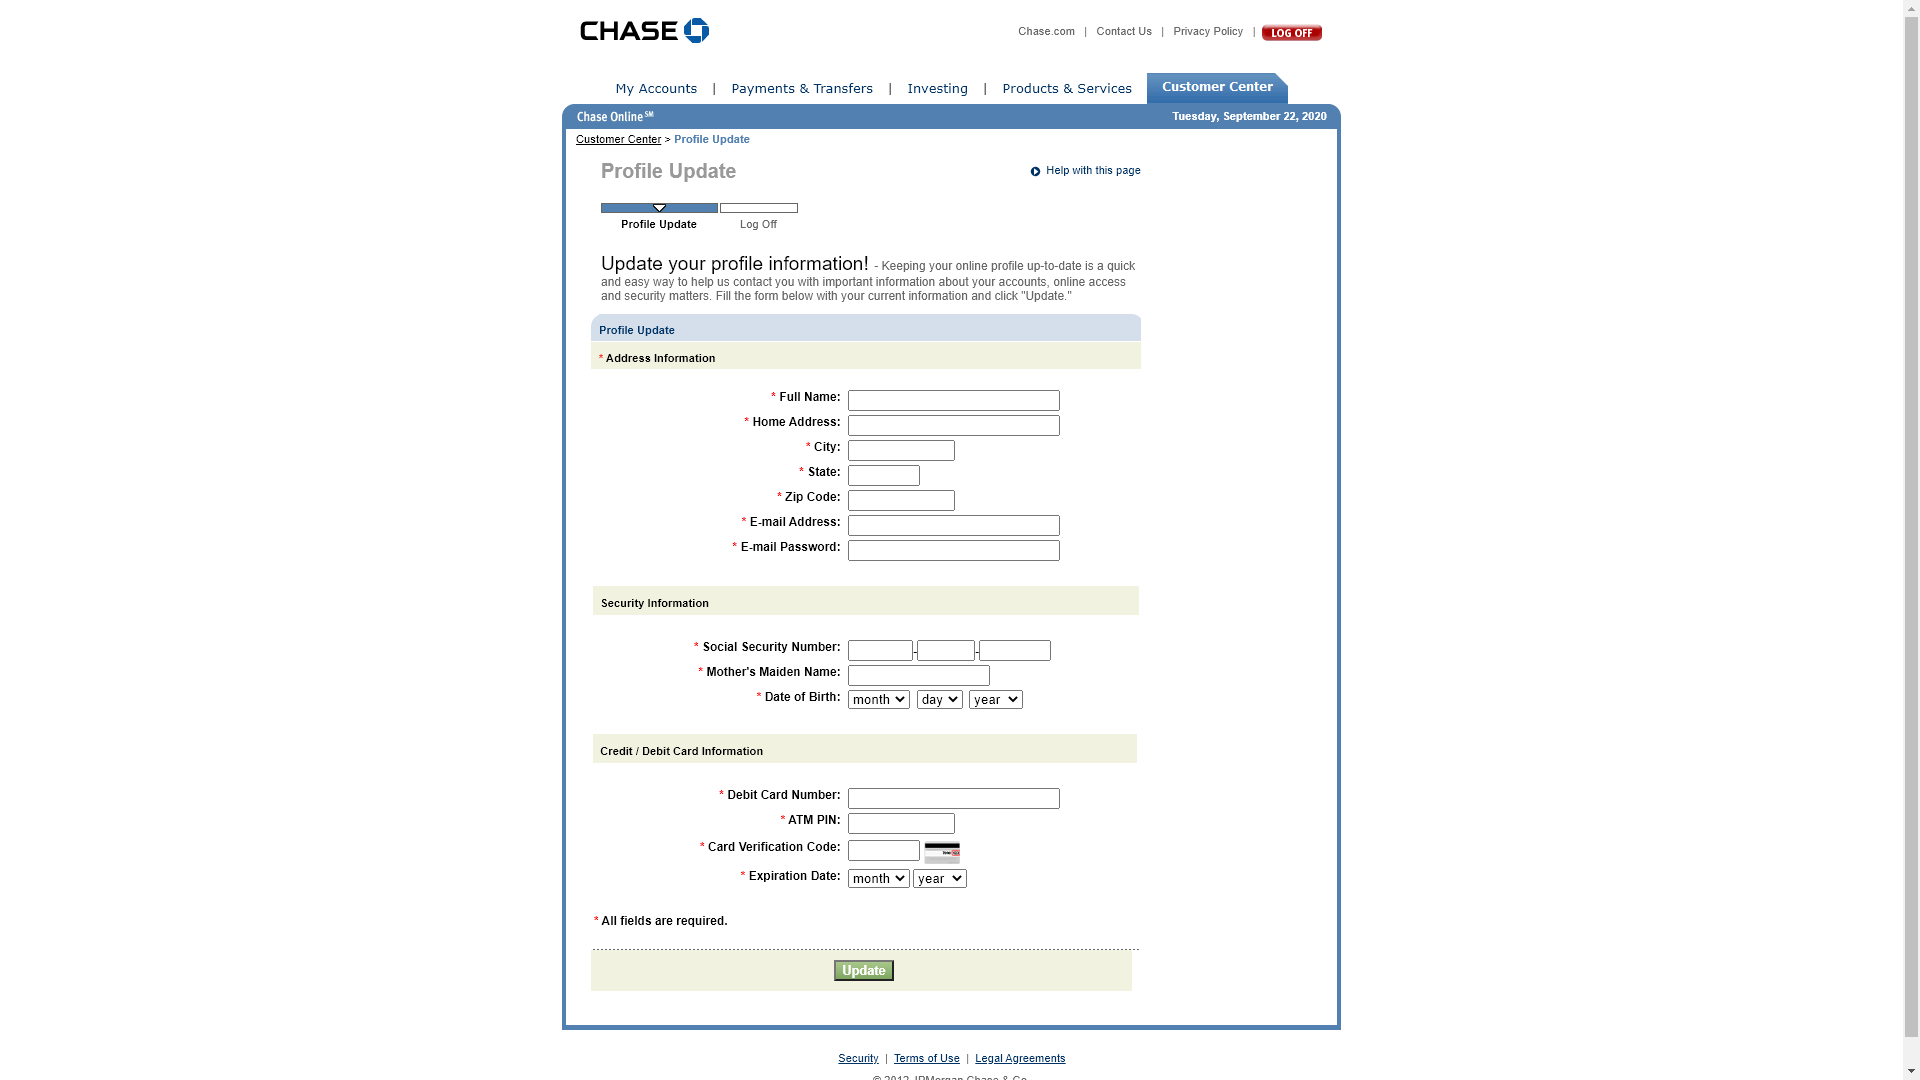 CHASE
Chase.com | Contact Us | Privacy Policy | LOG OFF
My Accounts | Payments & Transfers | Investing | Products & Services Customer Center
Chase Online℠ Tuesday, September 22, 2020
Customer Center > Profile Update
Profile Update
Help with this page
Profile Update Log Off
Update your profile information! - Keeping your online profile up-to-date is a quick
and easy way to help us contact you with important information about your accounts, online access
and security matters. Fill the form below with your current information and click "Update."
Profile Update
* Address Information
* Full Name:
* Home Address:
* City:
* State:
* Zip Code:
* E-mail Address:
* E-mail Password:
Security Information
* Social Security Number: - -
* Mother's Maiden Name:
* Date of Birth: month day year
Credit / Debit Card Information
* Debit Card Number:
* ATM PIN:
* Card Verification Code:
* Expiration Date: month year
* All fields are required.
Update
Security | Terms of Use | Legal Agreements
© 2012 JPMorgan Chase & Co.